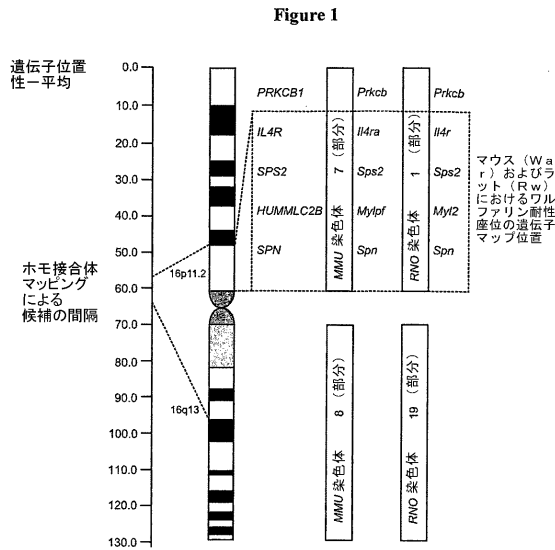 Figure 1
遺伝子位置
性－平均
0.0
10.0
20.0
30.0
40.0
50.0
60.0
70.0
80.0
90.0
100.0
110.0
120.0
130.0
ホモ接合体
マッピング
による
候補の間隔
16p11.2
16q13
PRKCB1
IL4R
SPS2
HUMMLC2B
SPN
MMU 染色体 7 (部分)
Prkcb
Il4ra
Sps2
Mylpf
Spn
RNO 染色体 1 (部分)
Prkcb
Il4r
Sps2
Myl2
Spn
マウス（Wa
r）およびラ
ット（Rw）
におけるワル
ファリン耐性
座位の遺伝子
マップ位置
MMU 染色体 8 (部分)
RNO 染色体 19 (部分)